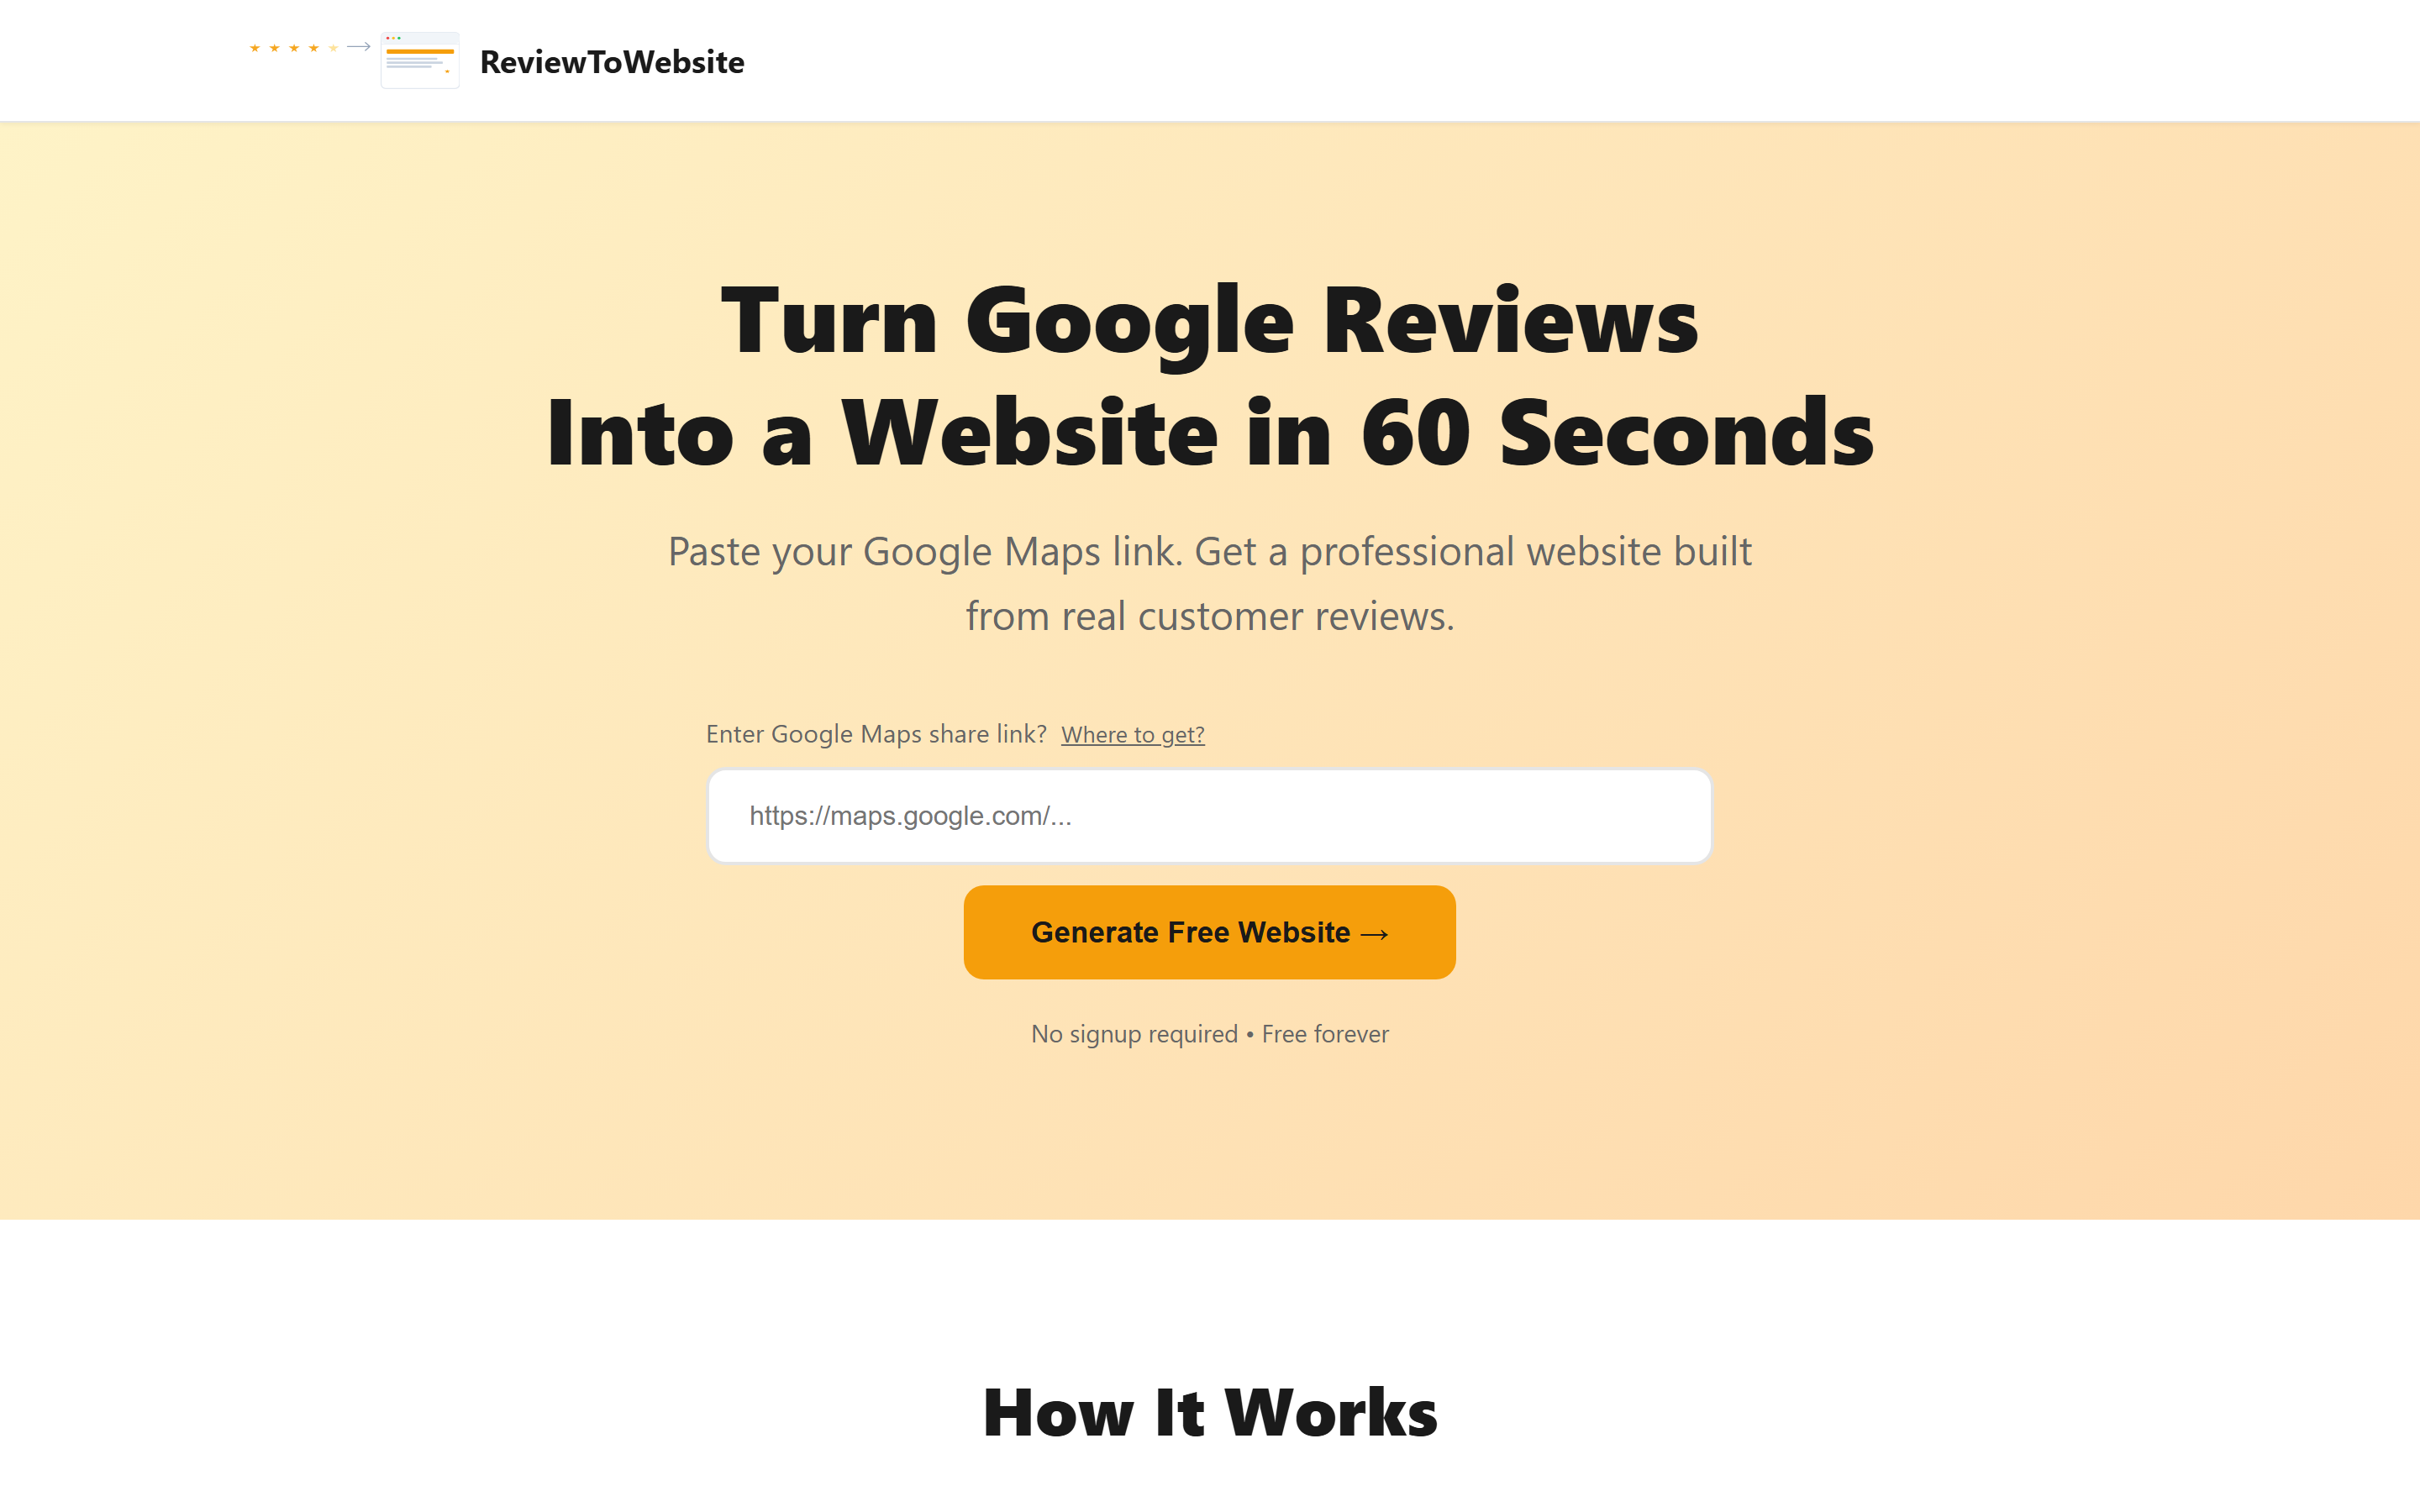 ReviewToWebsite
Turn Google Reviews
Into a Website in 60 Seconds
Paste your Google Maps link. Get a professional website built
from real customer reviews.
Enter Google Maps share link? Where to get?
https://maps.google.com/...
Generate Free Website →
No signup required • Free forever
How It Works